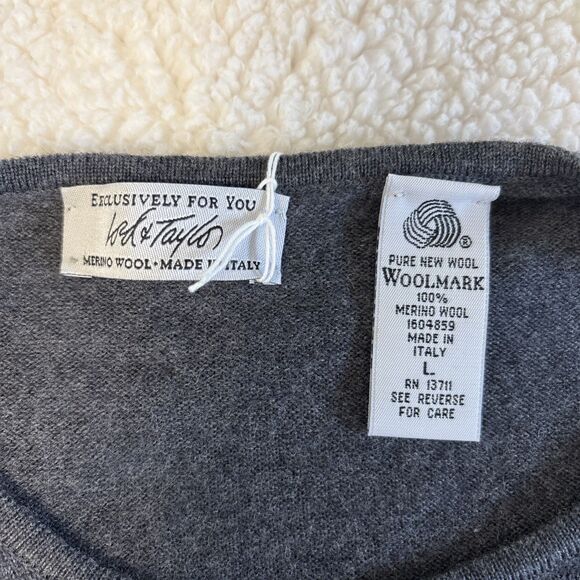 EXCLUSIVELY FOR YOU
Lord & Taylor
MERINO WOOL • MADE IN ITALY
®
PURE NEW WOOL
WOOLMARK
100%
MERINO WOOL
1604859
MADE IN
ITALY
L
RN 13711
SEE REVERSE
FOR CARE